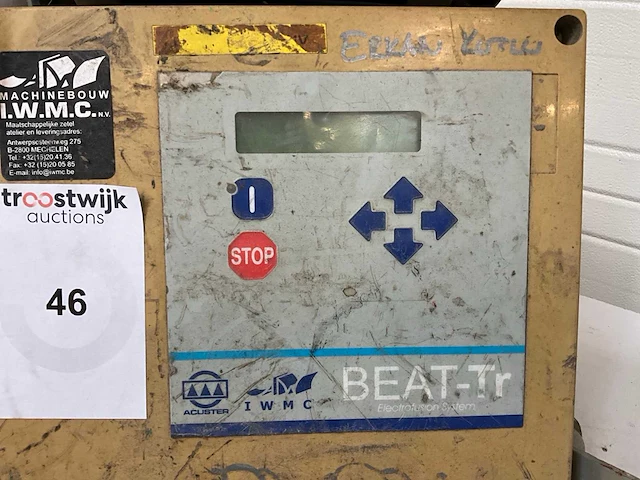 MACHINEBOUW
I.W.M.C. N.V.
Maatschappelijke zetel
atelier en leveringsadres:
Antwerpsesteenweg 275
B-2800 MECHELEN
Tel.: +32(15)20.41.36
Fax: +32 (15)20 05 85
E-mail: info@iwmc.be
troostwijk
auctions
46
STOP
ACUSTER
IWMC
BEAT-Tr
Electrofusion System